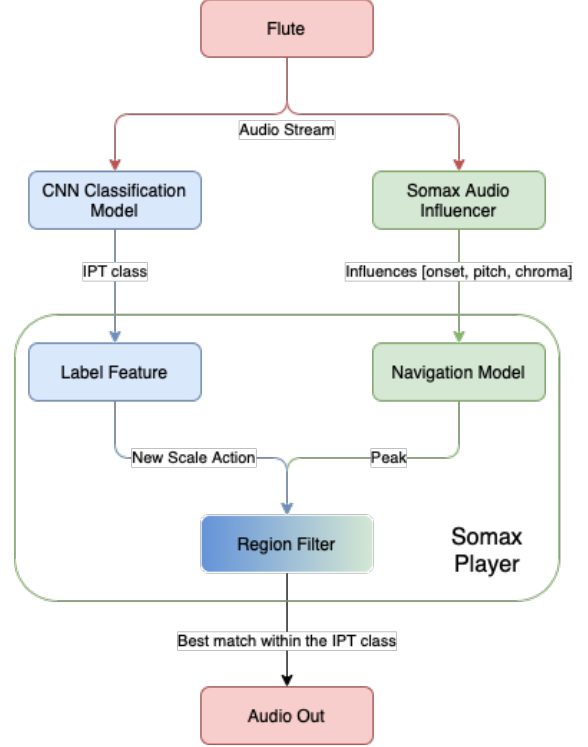 Flute
Audio Stream
CNN Classification
Model
Somax Audio
Influencer
IPT class
Influences [onset, pitch, chroma]
Label Feature
Navigation Model
New Scale Action
Peak
Region Filter
Somax
Player
Best match within the IPT class
Audio Out